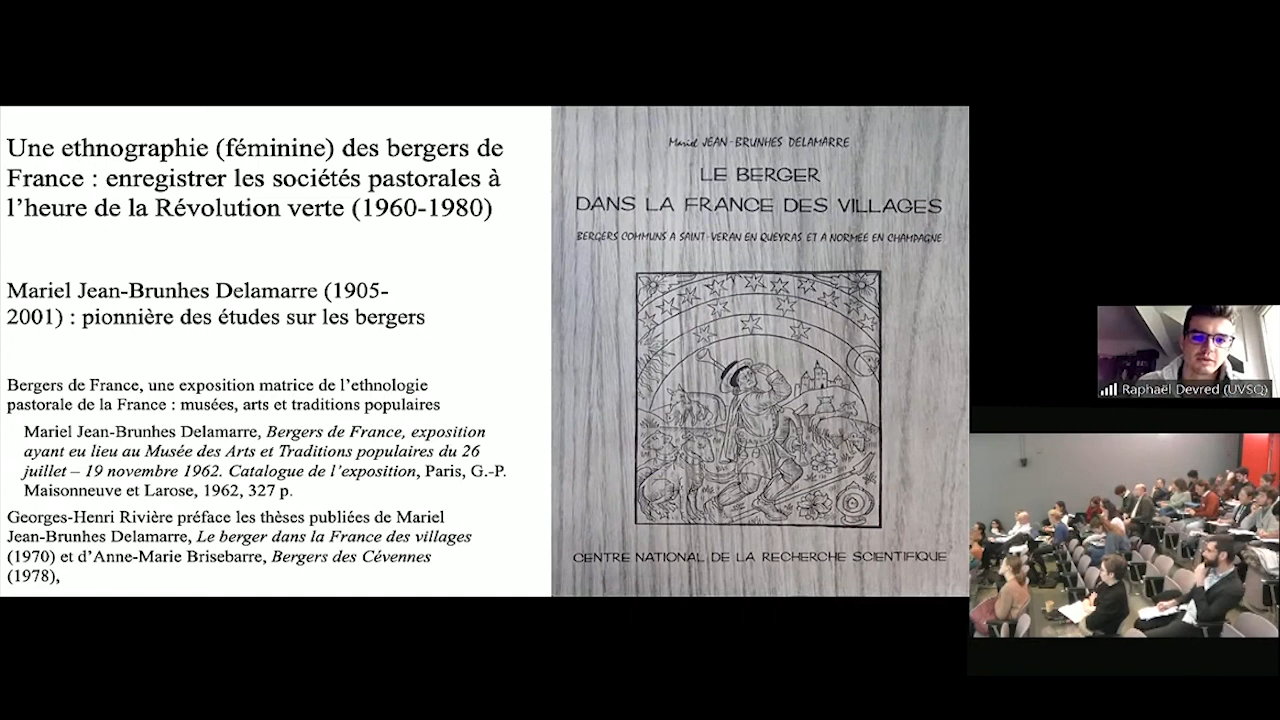 Une ethnographie (féminine) des bergers de
France : enregistrer les sociétés pastorales à
l’heure de la Révolution verte (1960-1980)
Mariel Jean-Brunhes Delamarre (1905-
2001) : pionnière des études sur les bergers
Bergers de France, une exposition matrice de l’ethnologie
pastorale de la France : musées, arts et traditions populaires
Mariel Jean-Brunhes Delamarre, Bergers de France, exposition
ayant eu lieu au Musée des Arts et Traditions populaires du 26
juillet – 19 novembre 1962. Catalogue de l’exposition, Paris, G.-P.
Maisonneuve et Larose, 1962, 327 p.
Georges-Henri Rivière préface les thèses publiées de Mariel
Jean-Brunhes Delamarre, Le berger dans la France des villages
(1970) et d’Anne-Marie Brisebarre, Bergers des Cévennes
(1978),
Mariel JEAN-BRUNHES DELAMARRE
LE BERGER
DANS LA FRANCE DES VILLAGES
BERGERS COMMUNS A SAINT-VERAN EN QUEYRAS ET A NORMEE EN CHAMPAGNE
CENTRE NATIONAL DE LA RECHERCHE SCIENTIFIQUE
Raphaël Devred (UVSQ)